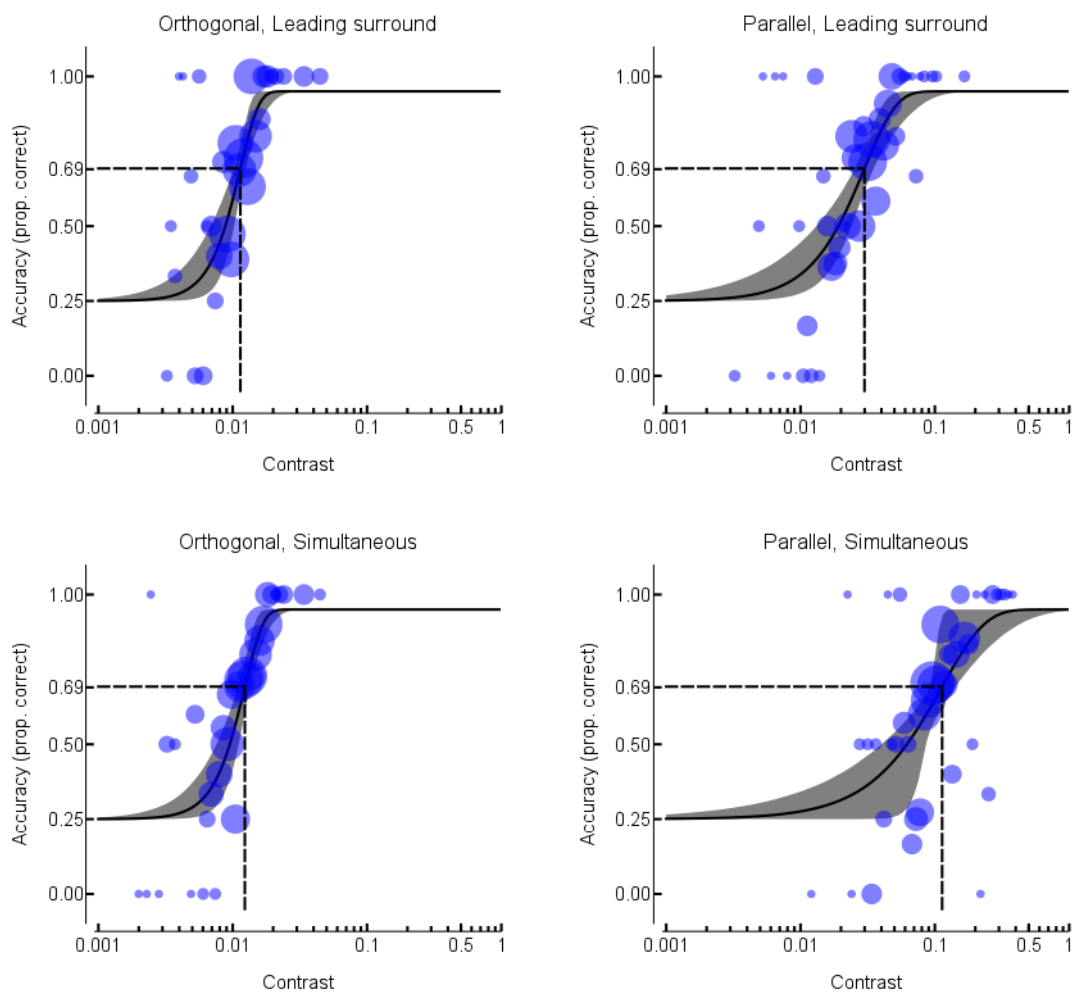 Orthogonal, Leading surround
1.00
0.69
0.50
0.25
0.00
Accuracy (prop. correct)
0.001 0.01 0.1 0.5 1
Contrast
Parallel, Leading surround
1.00
0.69
0.50
0.25
0.00
Accuracy (prop. correct)
0.001 0.01 0.1 0.5 1
Contrast
Orthogonal, Simultaneous
1.00
0.69
0.50
0.25
0.00
Accuracy (prop. correct)
0.001 0.01 0.1 0.5 1
Contrast
Parallel, Simultaneous
1.00
0.69
0.50
0.25
0.00
Accuracy (prop. correct)
0.001 0.01 0.1 0.5 1
Contrast